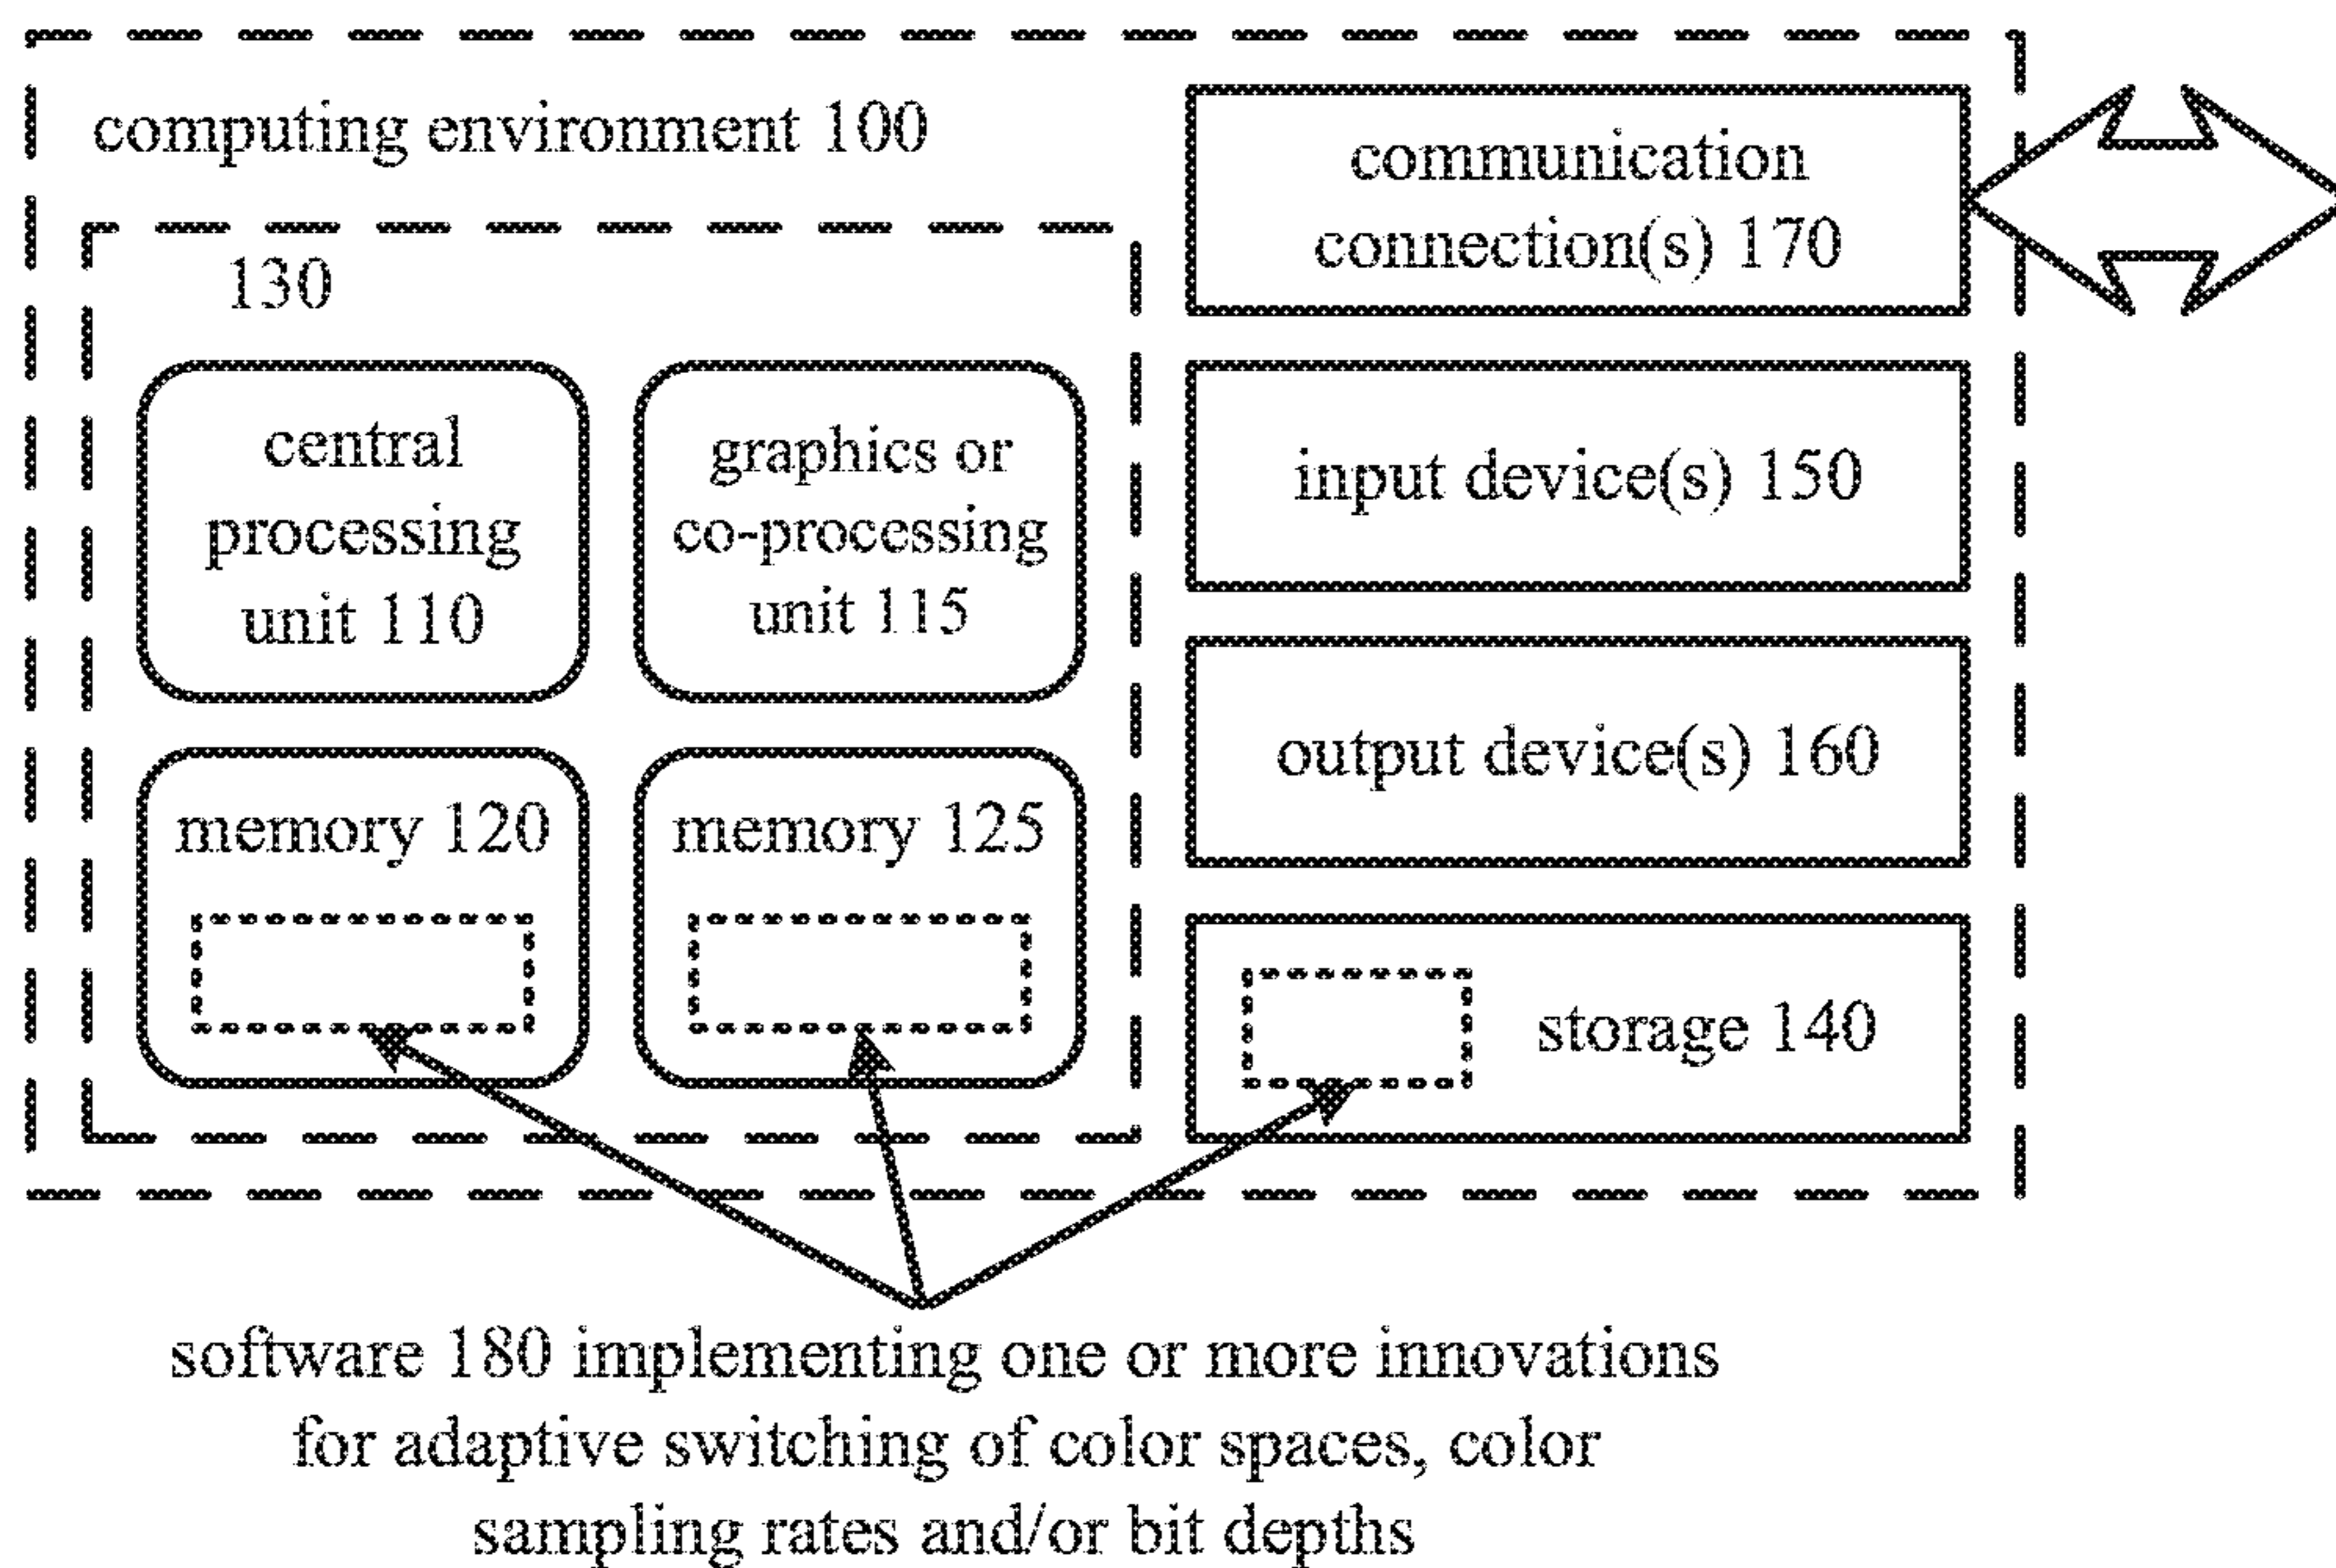 computing environment 100
130
central
processing
unit 110
graphics or
co-processing
unit 115
memory 120
memory 125
communication
connection(s) 170
input device(s) 150
output device(s) 160
storage 140
software 180 implementing one or more innovations
for adaptive switching of color spaces, color
sampling rates and/or bit depths